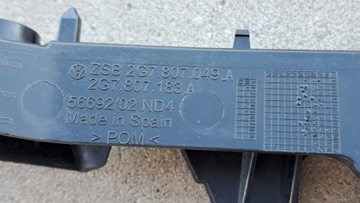 ZSB 2G7.807.049.A
2G7.807.183.A
56692/02 ND4
Made in Spain
>POM<